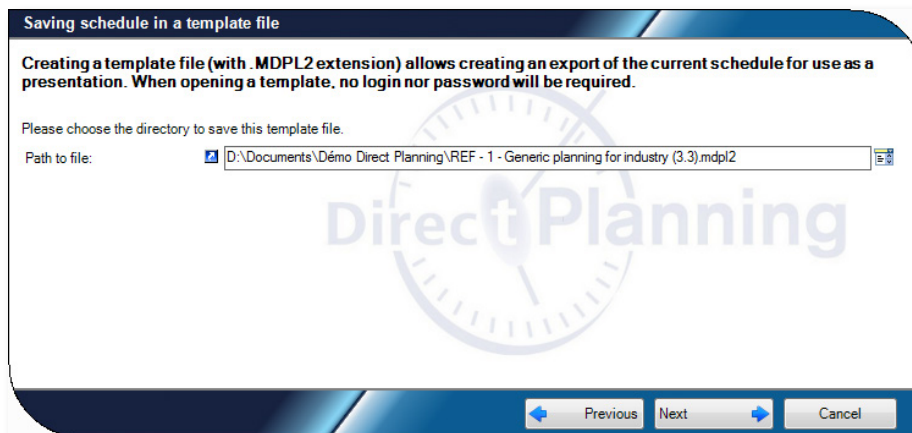 Saving schedule in a template file
Creating a template file (with .MDPL2 extension) allows creating an export of the current schedule for use as a
presentation. When opening a template, no login nor password will be required.
Please choose the directory to save this template file.
Path to file: D:\Documents\Démo Direct Planning\REF - 1 - Generic planning for industry (3.3).mdpl2
Direct Planning
Previous Next Cancel